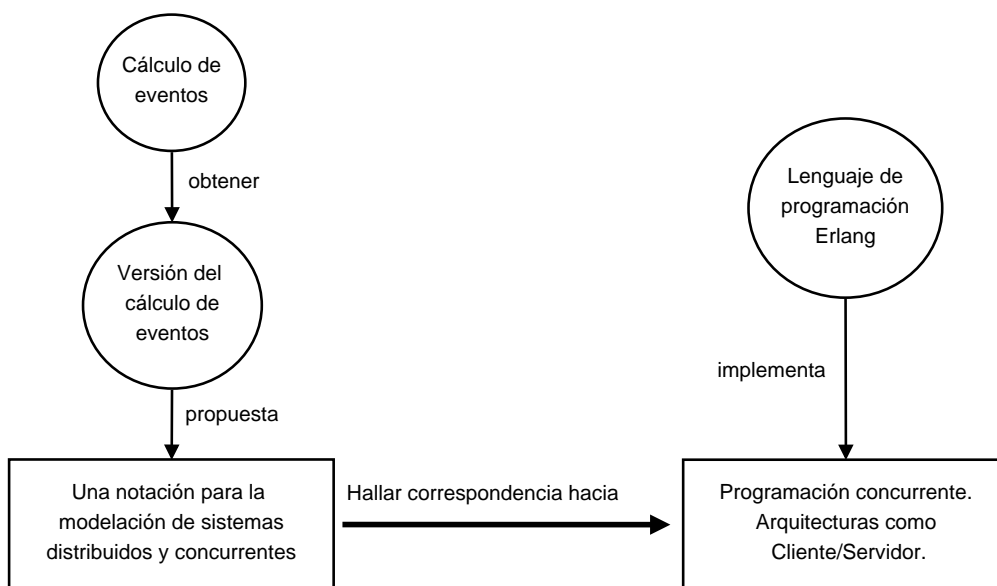 Cálculo de
eventos
obtener
Versión del
cálculo de
eventos
propuesta
Una notación para la
modelación de sistemas
distribuidos y concurrentes
Hallar correspondencia hacia
Lenguaje de
programación
Erlang
implementa
Programación concurrente.
Arquitecturas como
Cliente/Servidor.